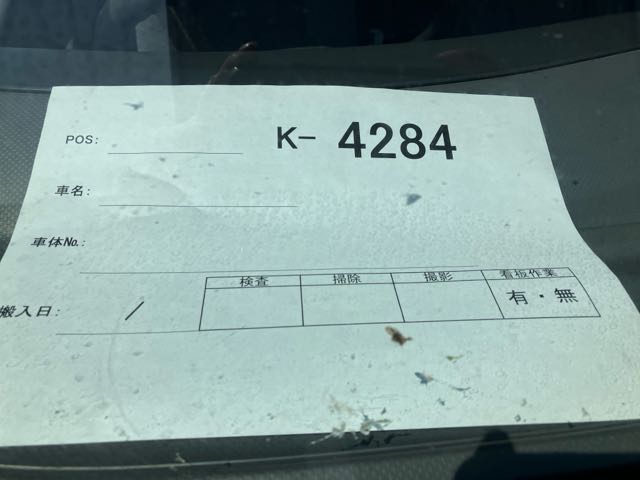 POS: K- 4284
車名:
車体No.:
検査 掃除 撮影 看板作業
搬入日: / 有・無